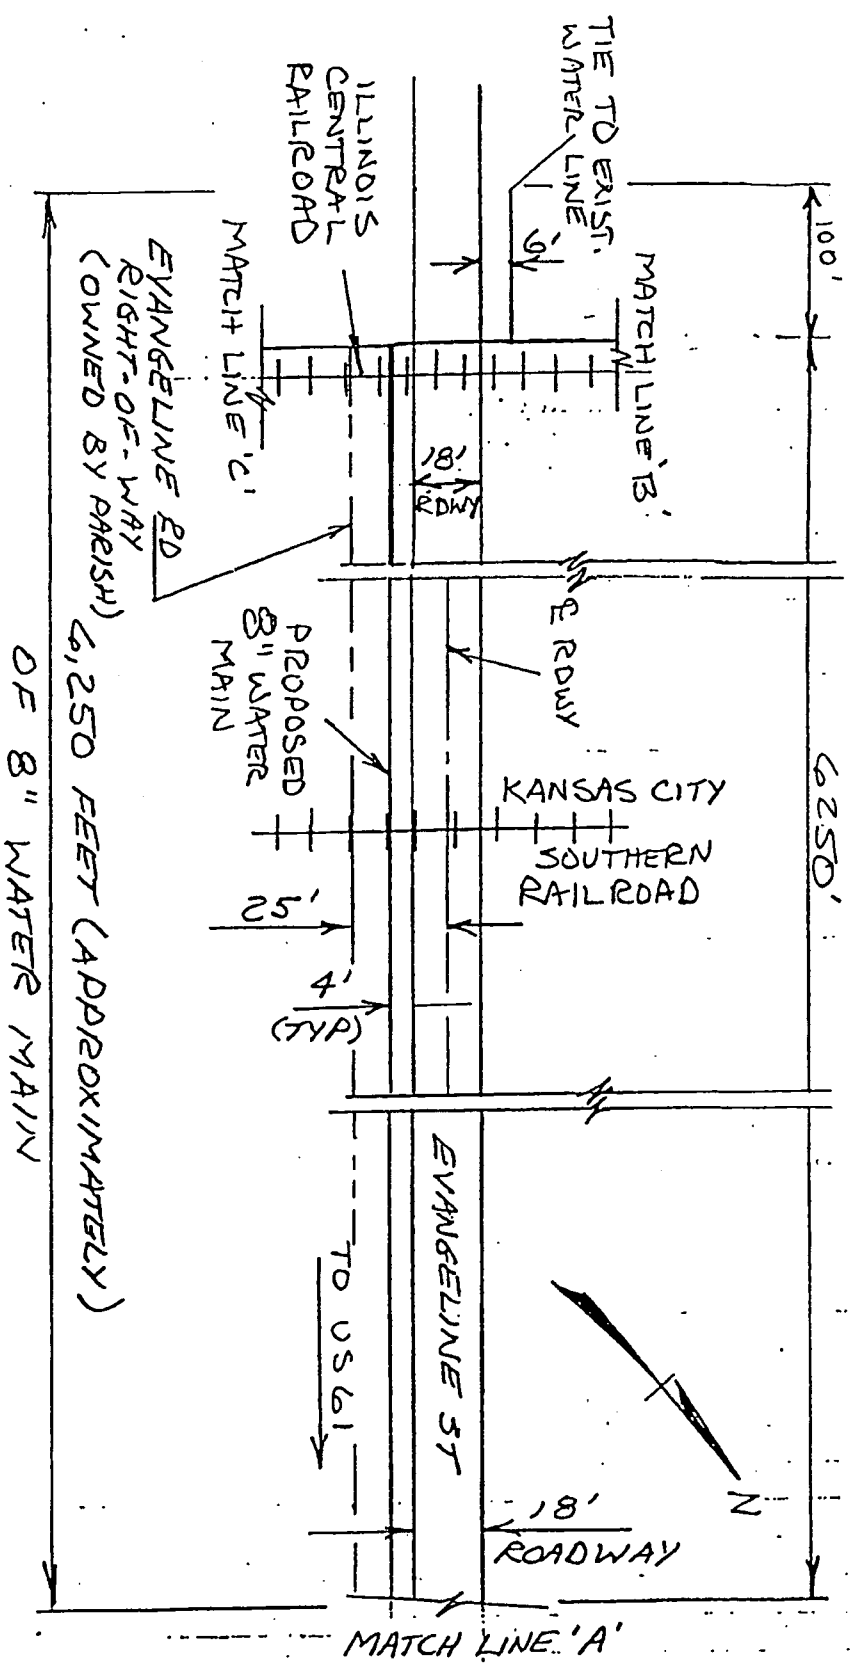 TIE TO EXIST.
WATER LINE
100'
6'
ILLINOIS
CENTRAL
RAILROAD
MATCH LINE 'B'
MATCH LINE 'C'
EVANGELINE RD
RIGHT-OF-WAY
(OWNED BY PARISH)
18'
RDWY
℄ RDWY
6250'
PROPOSED
8" WATER
MAIN
KANSAS CITY
SOUTHERN
RAILROAD
25'
4'
(TYP)
6,250 FEET (APPROXIMATELY)
OF 8" WATER MAIN
EVANGELINE ST
TO US 61
N
18'
ROADWAY
MATCH LINE 'A'